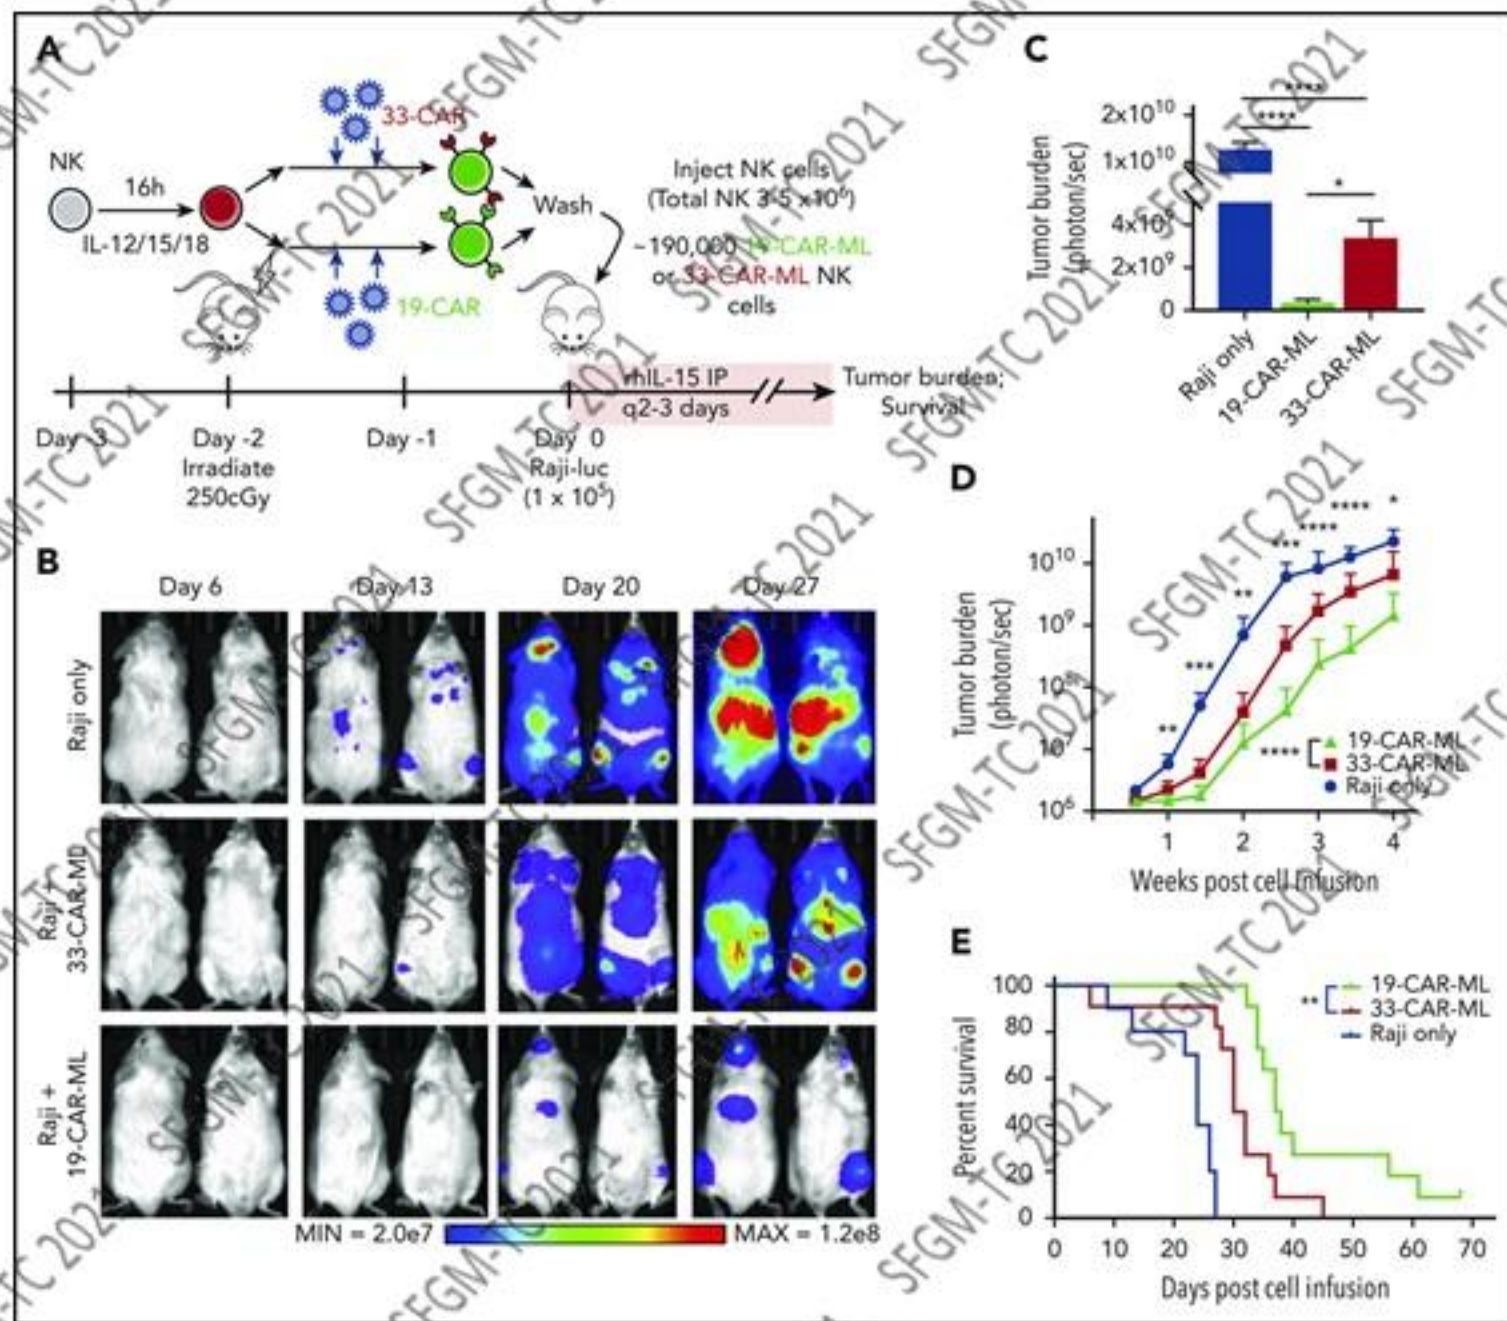 A
33-CAR
NK
16h
IL-12/15/18
19-CAR
Wash
Inject NK cells
(Total NK 3-5 x10⁶)
~190,000 19-CAR-ML
or 33-CAR-ML NK
cells
rhIL-15 IP
q2-3 days
Tumor burden;
Survival
Day -3
Day -2
Irradiate
250cGy
Day -1
Day 0
Raji-luc
(1 x 10⁵)
B
Day 6
Day 13
Day 20
Day 27
Raji only
Raji +
33-CAR-ML
Raji +
19-CAR-ML
MIN = 2.0e7
MAX = 1.2e8
C
Tumor burden
(photon/sec)
2x10¹⁰
1x10¹⁰
4x10⁹
2x10⁹
0
****
****
*
Raji only
19-CAR-ML
33-CAR-ML
D
Tumor burden
(photon/sec)
10¹⁰
10⁹
10⁸
10⁷
10⁶
**
***
**
***
****
****
*
****
19-CAR-ML
33-CAR-ML
Raji only
1
2
3
4
Weeks post cell infusion
E
Percent survival
100
80
60
40
20
0
**
19-CAR-ML
33-CAR-ML
Raji only
0
10
20
30
40
50
60
70
Days post cell infusion
SFGM-TC 2021